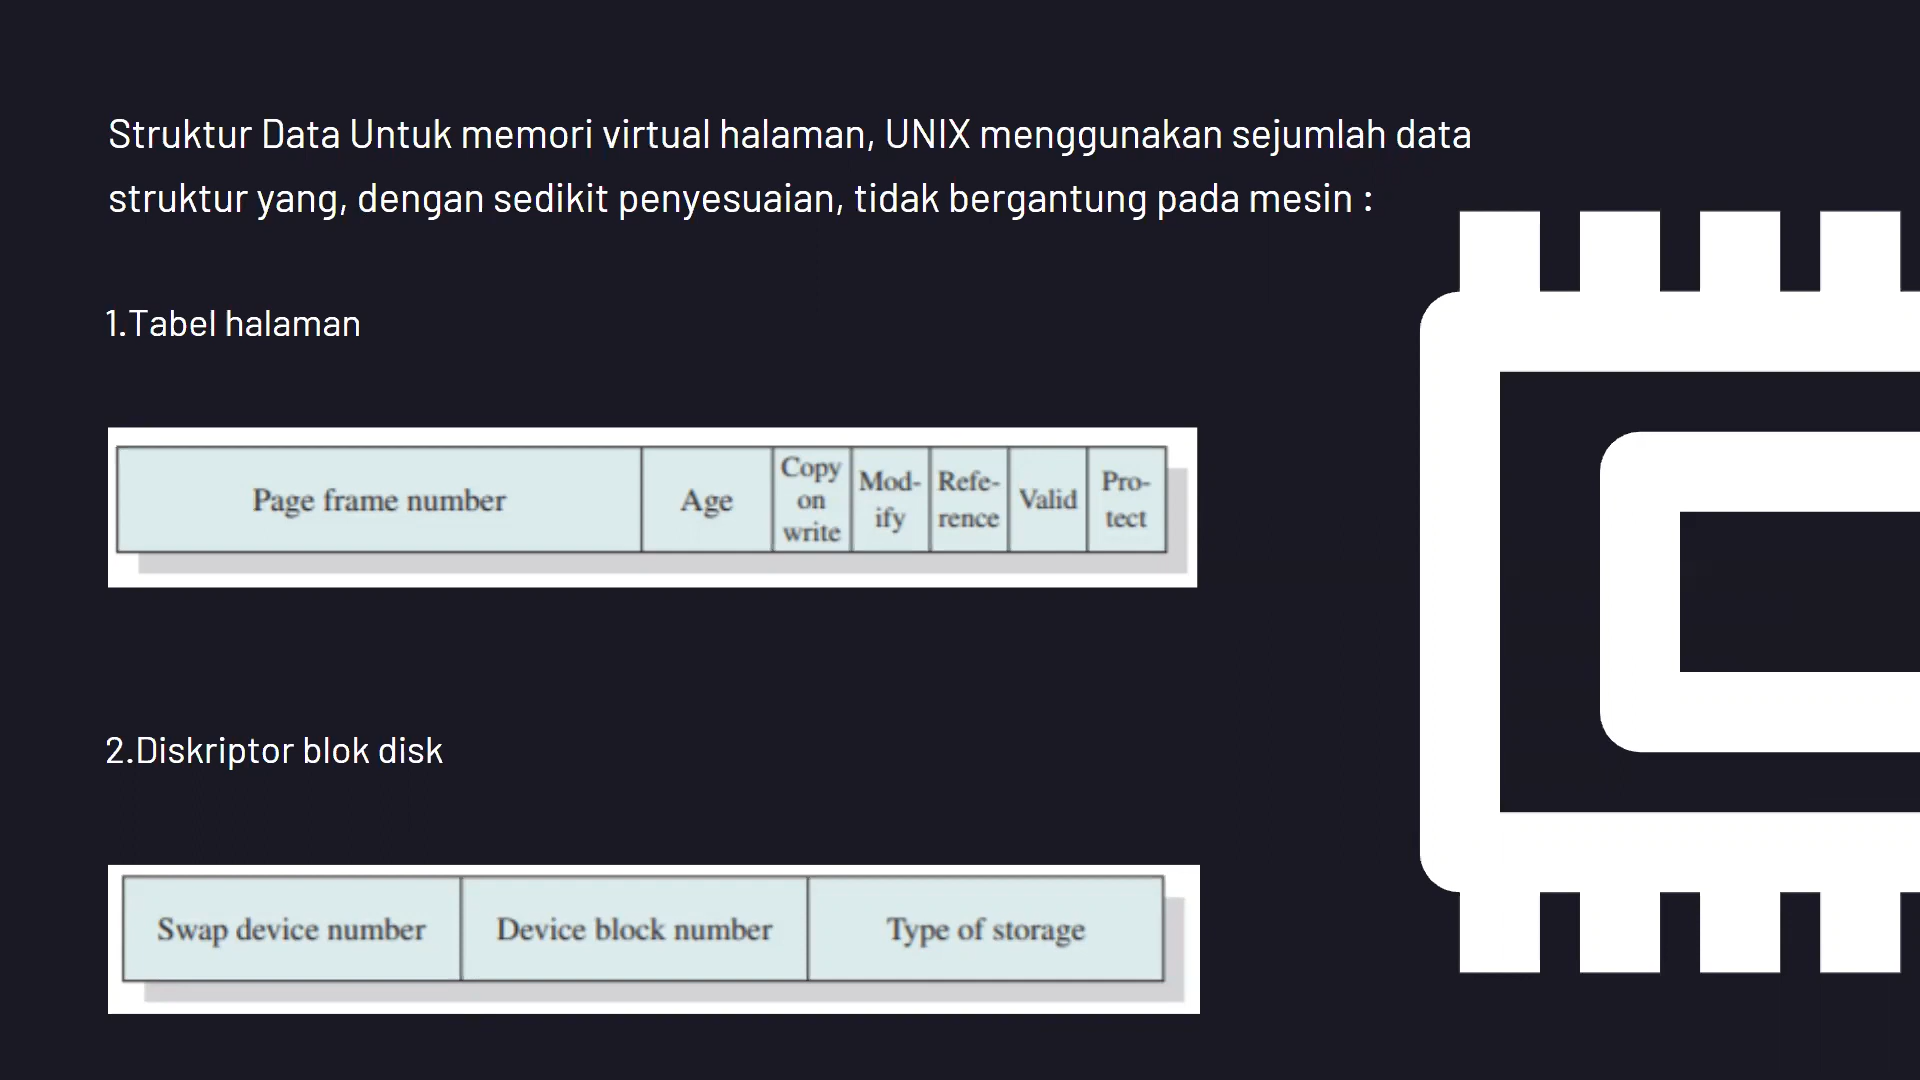 Struktur Data Untuk memori virtual halaman, UNIX menggunakan sejumlah data
struktur yang, dengan sedikit penyesuaian, tidak bergantung pada mesin :
1.Tabel halaman
Page frame number
Age
Copy
on
write
Mod-
ify
Refe-
rence
Valid
Pro-
tect
2.Diskriptor blok disk
Swap device number
Device block number
Type of storage